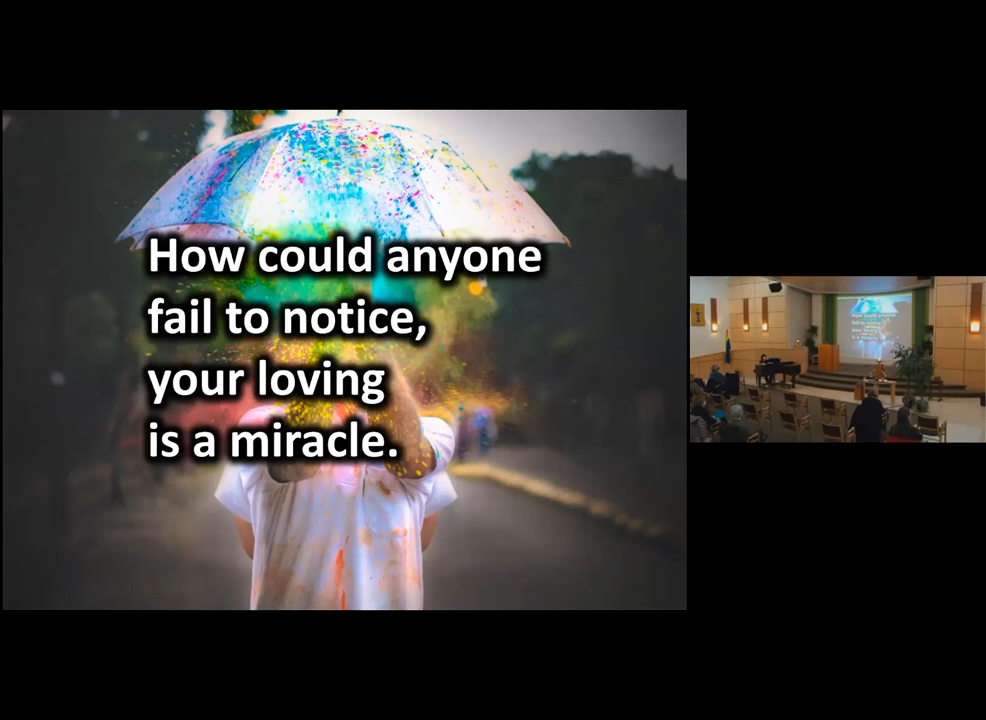 How could anyone
fail to notice,
your loving
is a miracle.